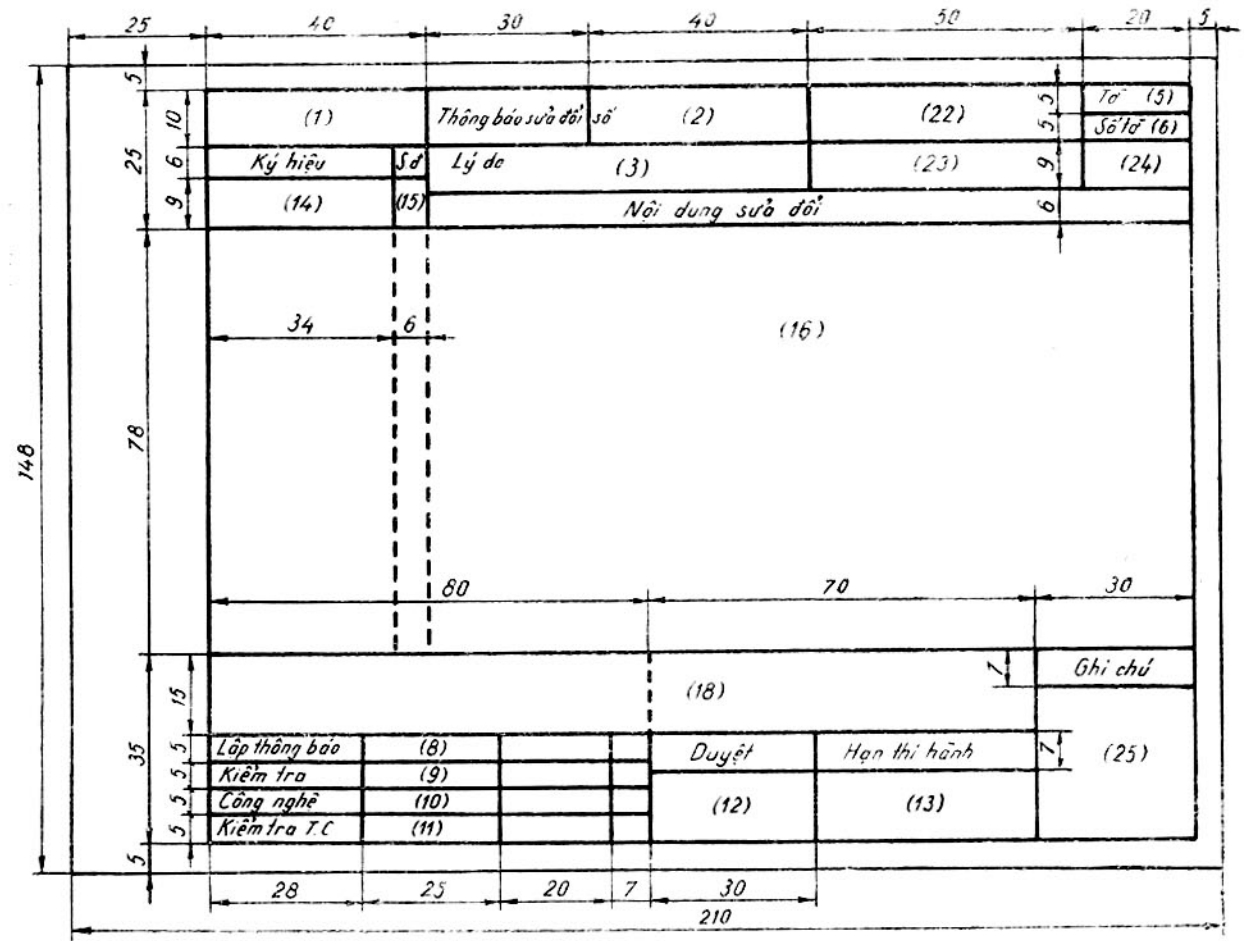 25 40 30 40 50 20 5
5
10 (1) Thông báo sửa đổi số (2) (22) 5 Tờ (5)
5 Số tờ (6)
25 6 Ký hiệu Sđ Lý do (3) (23) 9 (24)
9 (14) (15) Nội dung sửa đổi 6
34 6 (16)
148 78
80 70 30
15 (18) 7 Ghi chú
35 5 Lập thông báo (8) Duyệt Hạn thi hành 7 (25)
5 Kiểm tra (9)
5 Công nghệ (10) (12) (13)
5 Kiểm tra T.C (11)
5
28 25 20 7 30
210